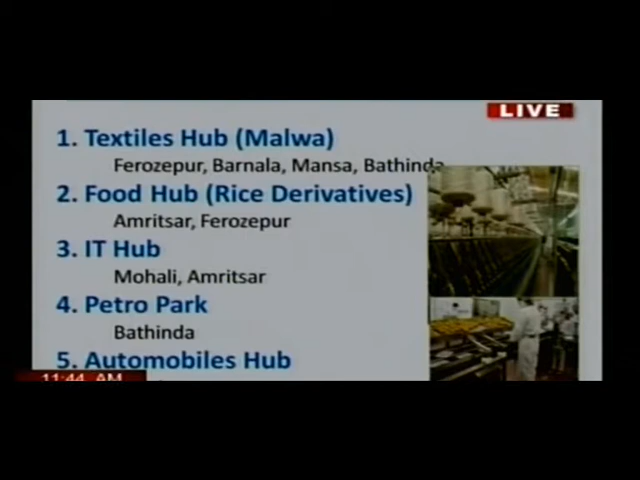 LIVE
1. Textiles Hub (Malwa)
Ferozepur, Barnala, Mansa, Bathinda
2. Food Hub (Rice Derivatives)
Amritsar, Ferozepur
3. IT Hub
Mohali, Amritsar
4. Petro Park
Bathinda
5. Automobiles Hub
11:44 AM